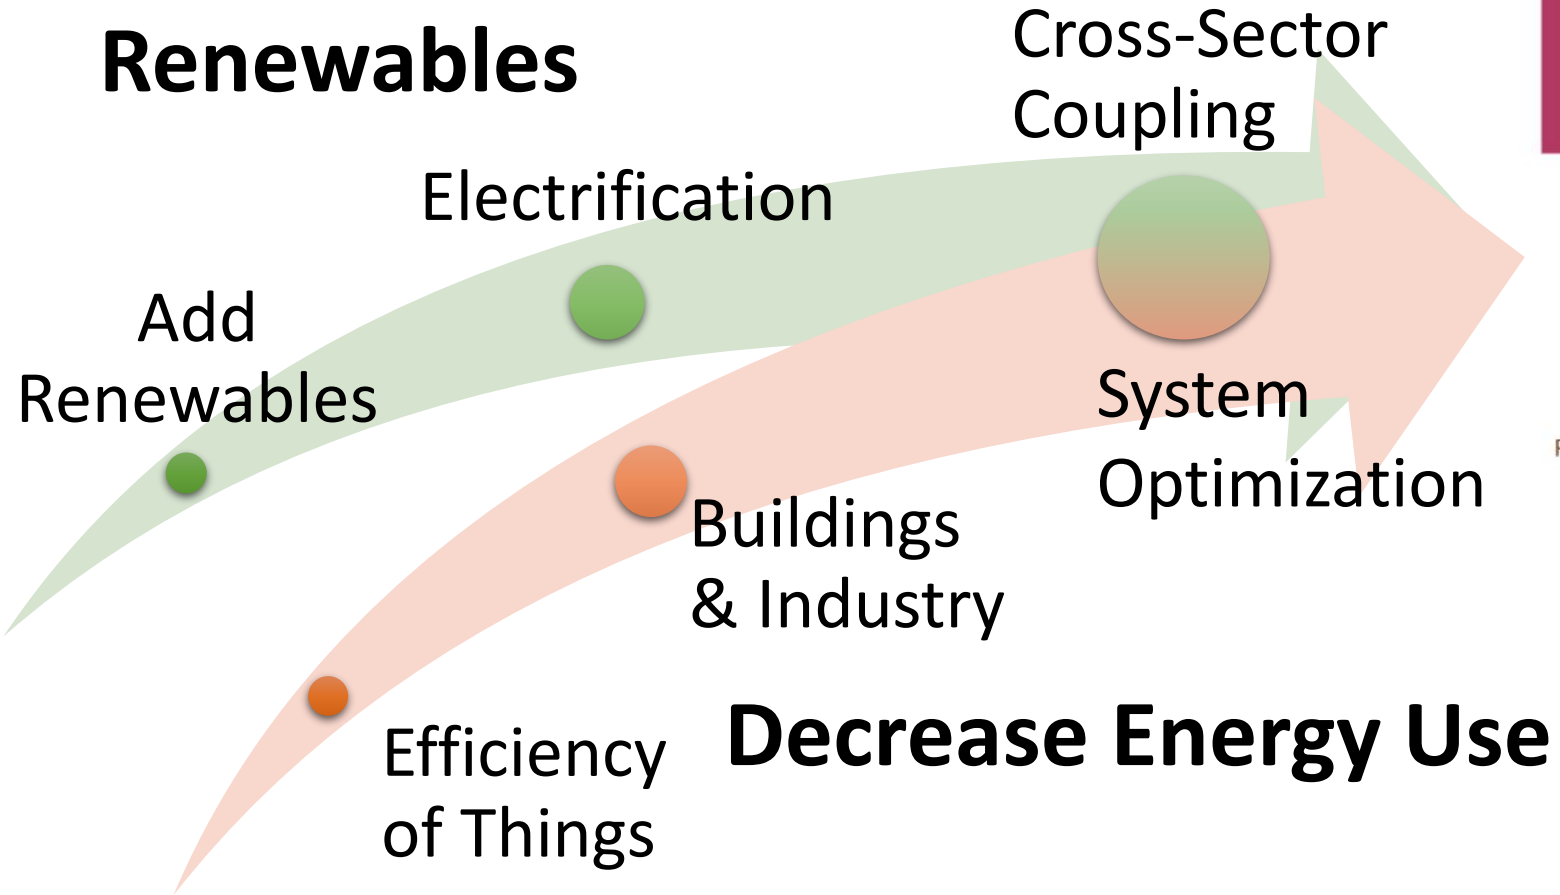 Renewables
Cross-Sector
Coupling
Electrification
Add
Renewables
System
Optimization
Buildings
& Industry
Decrease Energy Use
Efficiency
of Things